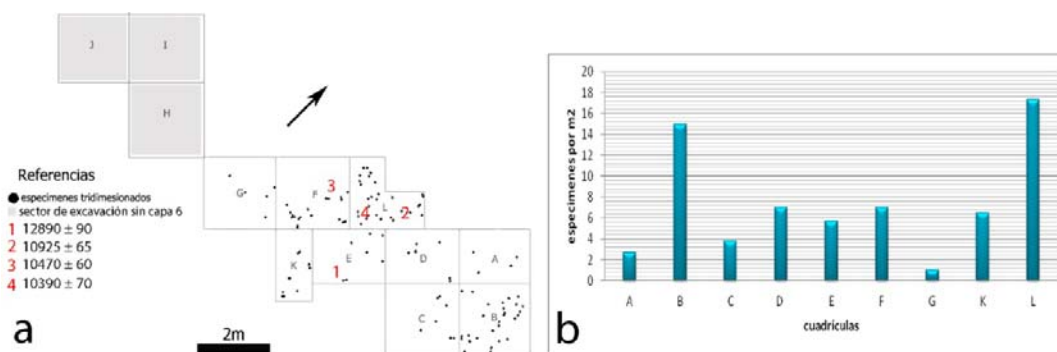 J I
H
Referencias
especímenes tridimesionados
sector de excavación sin capa 6
1 12890 ± 90
2 10925 ± 65
3 10470 ± 60
4 10390 ± 70
G F 3 4 L 2
K E 1 D A
C B
2m
a
especimenes por m2
20
18
16
14
12
10
8
6
4
2
0
A B C D E F G K L
cuadrículas
b